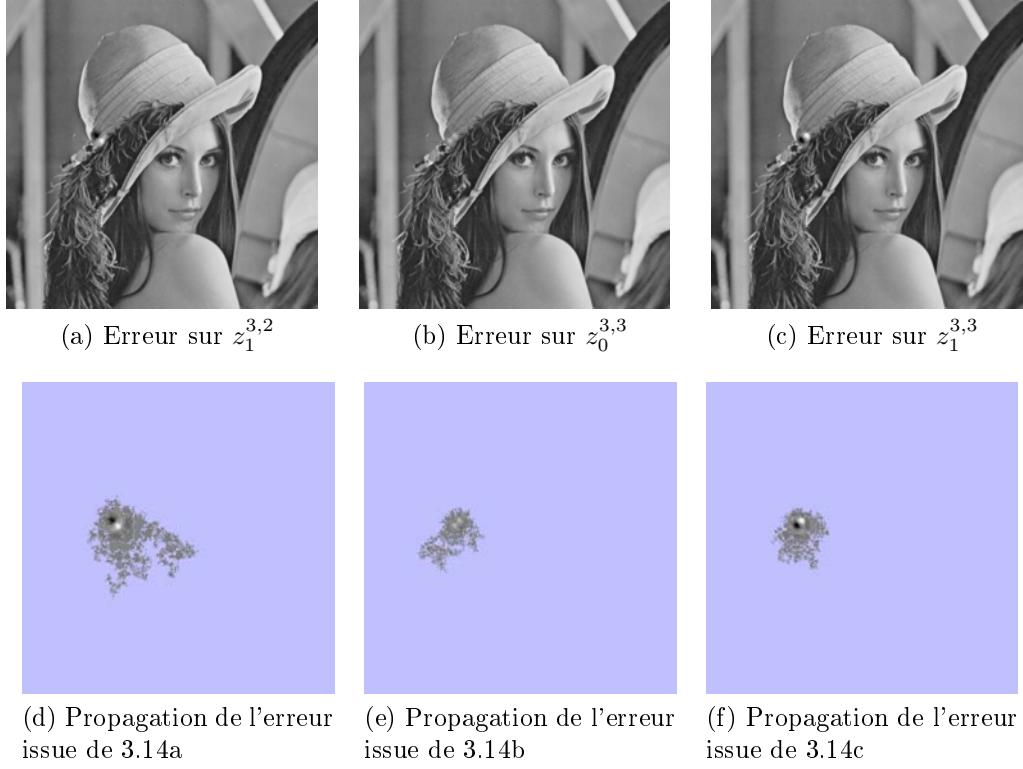 (a) Erreur sur $z_1^{3,2}$
(b) Erreur sur $z_0^{3,3}$
(c) Erreur sur $z_1^{3,3}$
(d) Propagation de l'erreur
issue de 3.14a
(e) Propagation de l'erreur
issue de 3.14b
(f) Propagation de l'erreur
issue de 3.14c